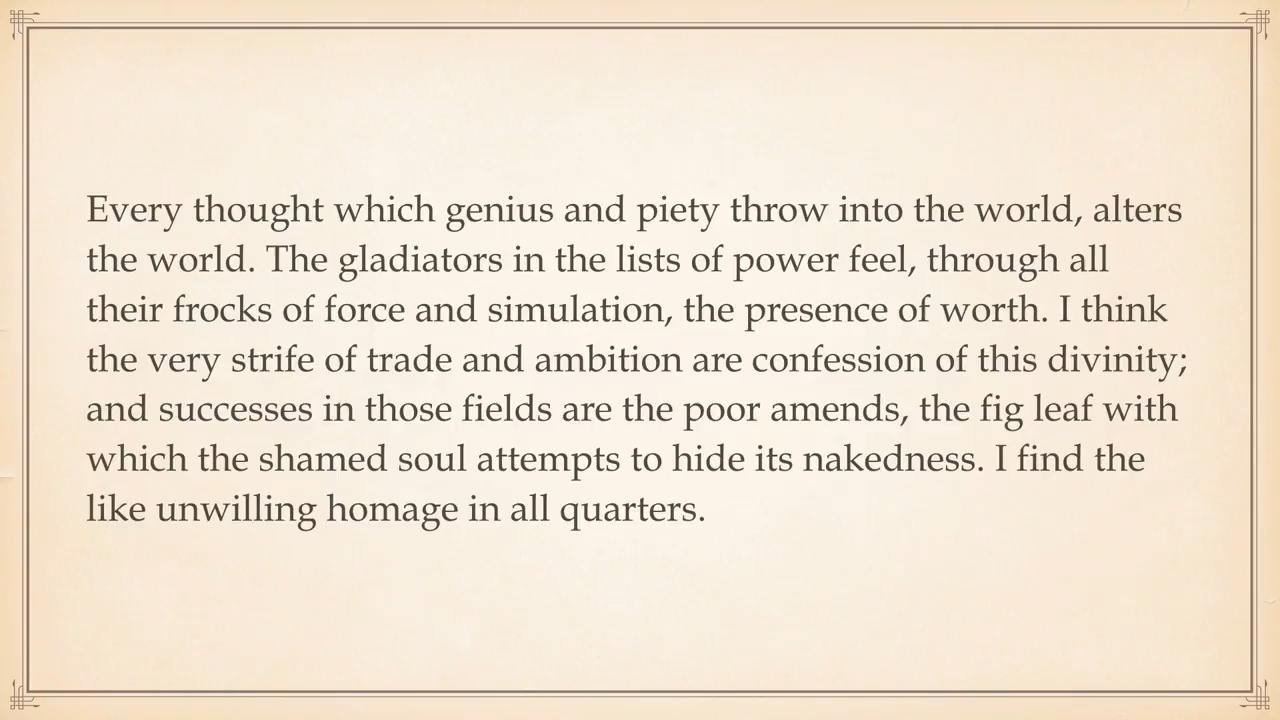 Every thought which genius and piety throw into the world, alters
the world. The gladiators in the lists of power feel, through all
their frocks of force and simulation, the presence of worth. I think
the very strife of trade and ambition are confession of this divinity;
and successes in those fields are the poor amends, the fig leaf with
which the shamed soul attempts to hide its nakedness. I find the
like unwilling homage in all quarters.